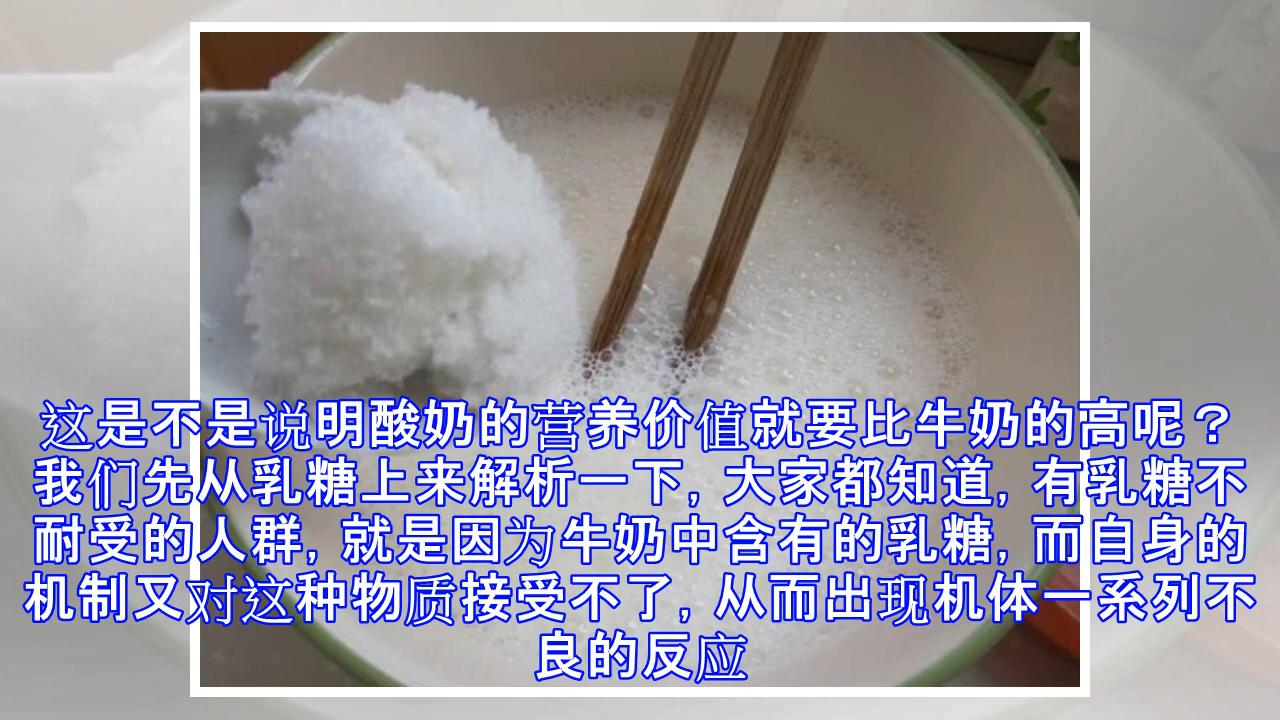 这是不是说明酸奶的营养价值就要比牛奶的高呢？
我们先从乳糖上来解析一下, 大家都知道, 有乳糖不
耐受的人群, 就是因为牛奶中含有的乳糖, 而自身的
机制又对这种物质接受不了, 从而出现机体一系列不
良的反应